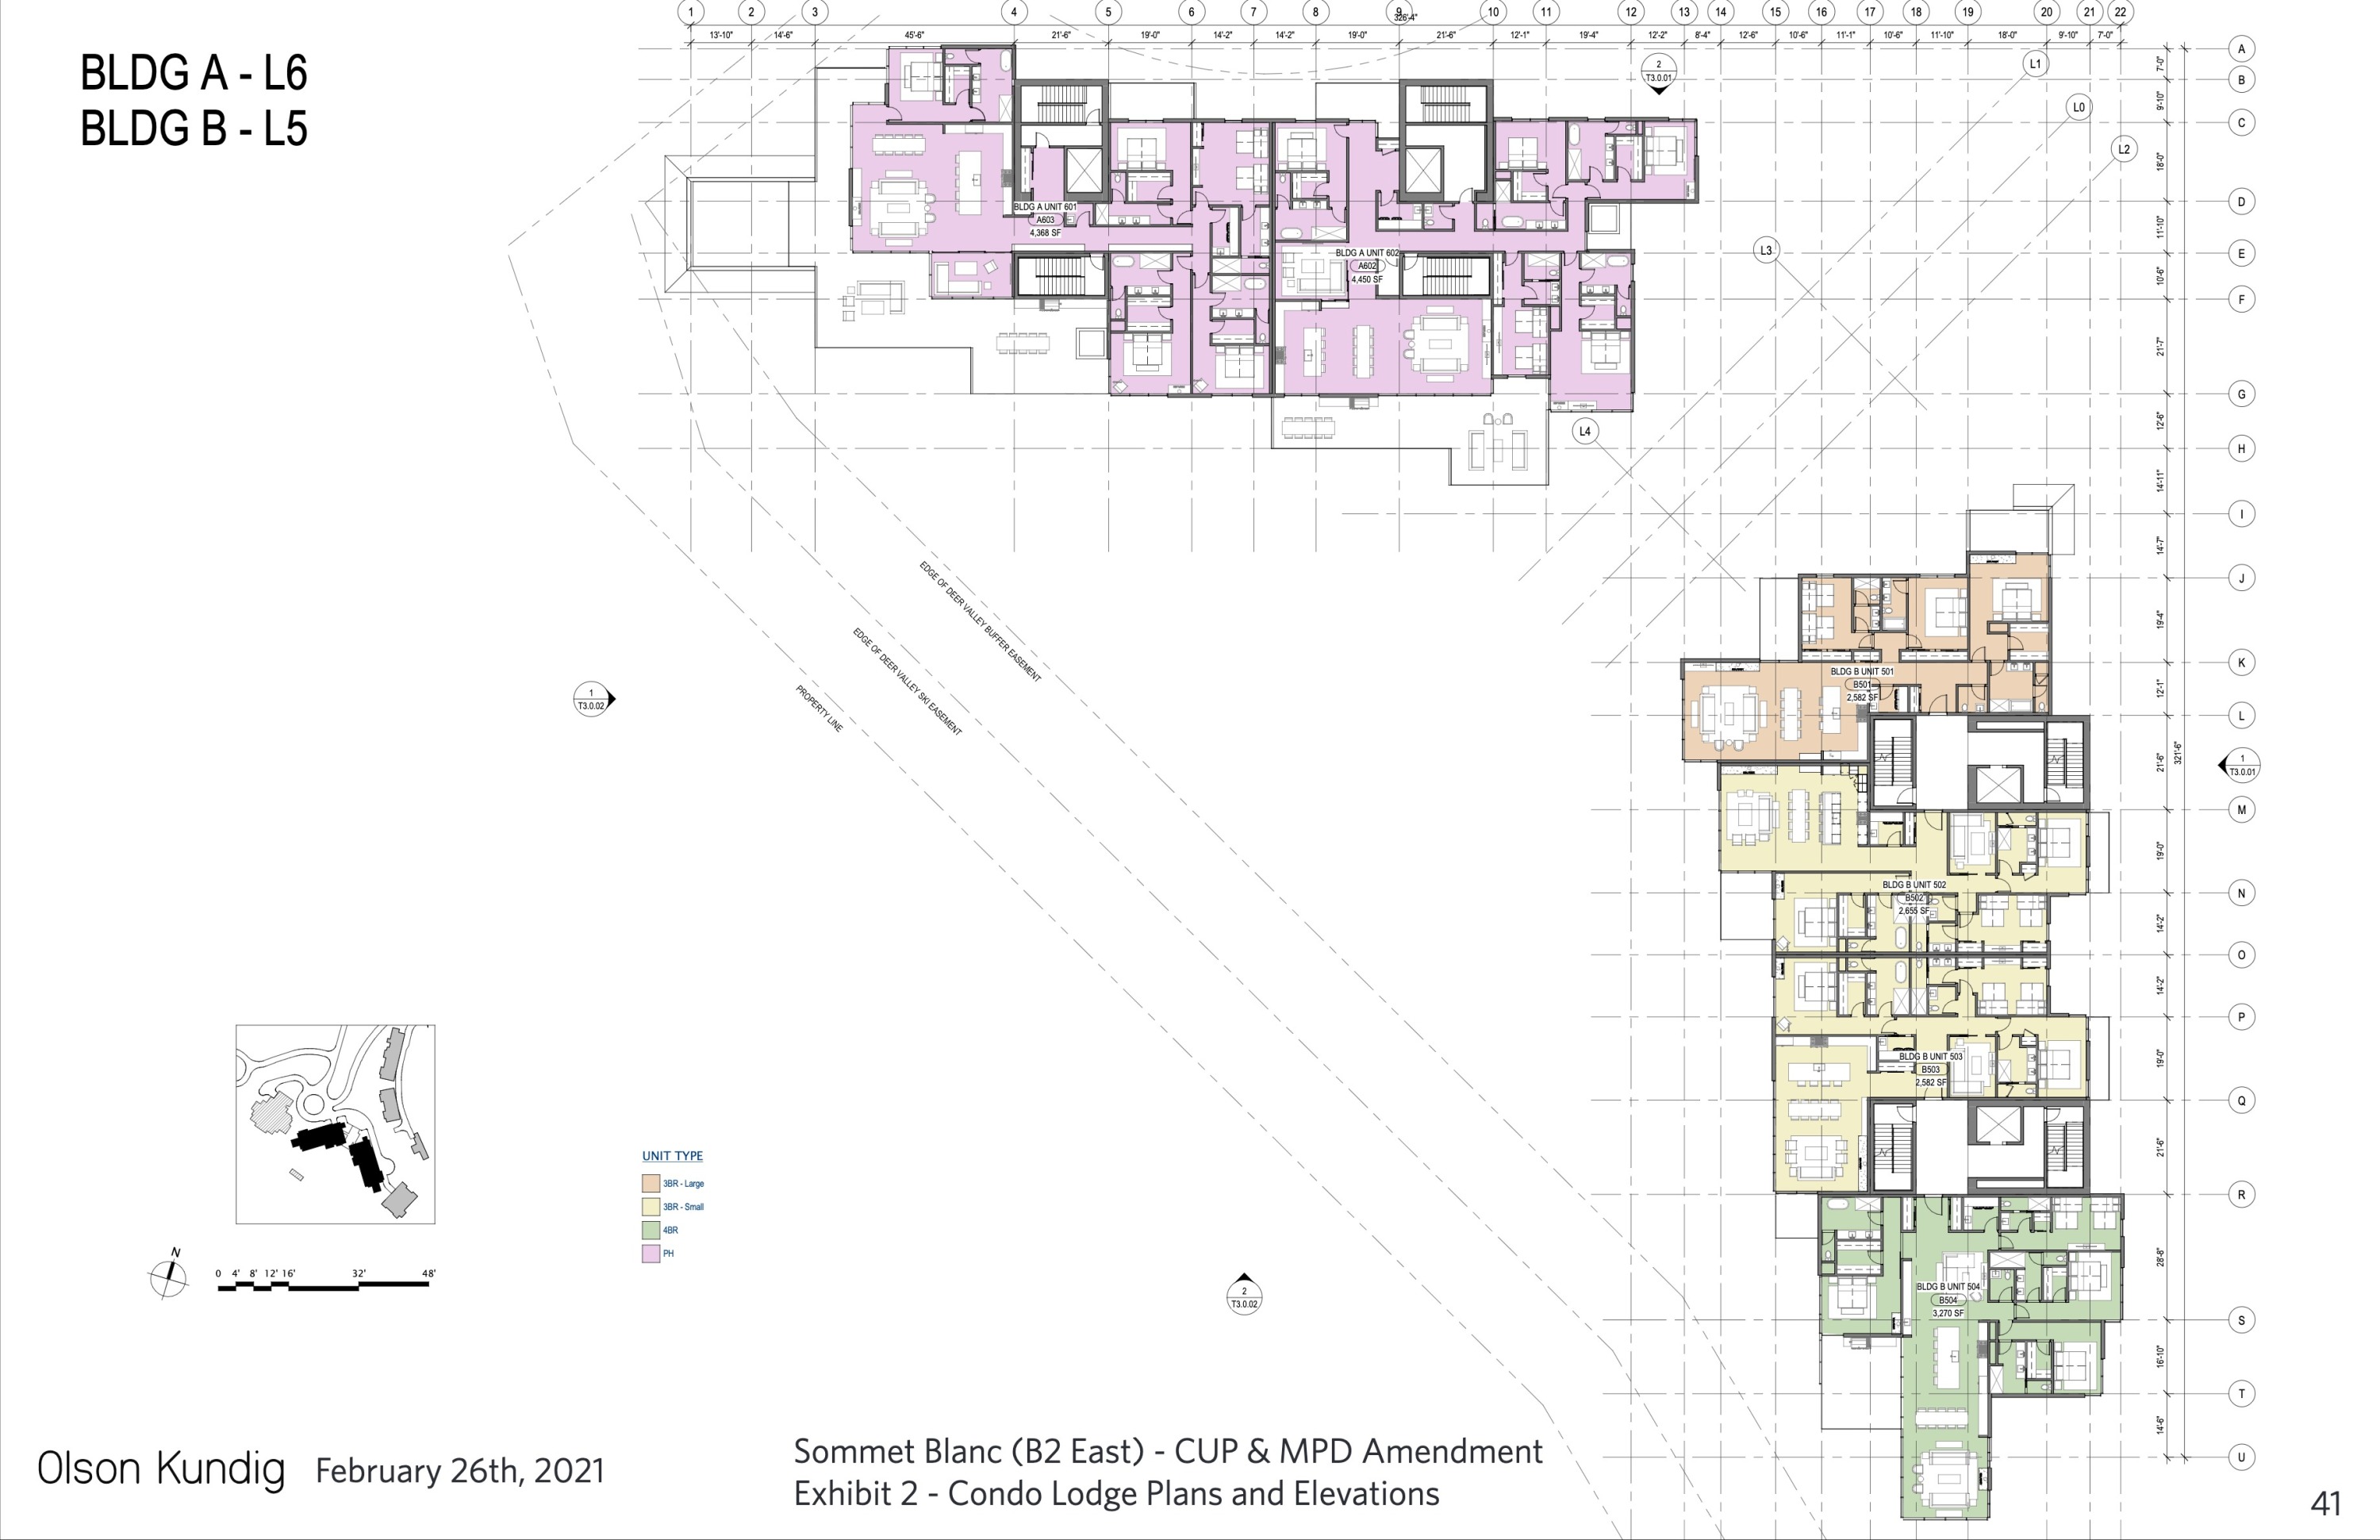 BLDG A - L6
BLDG B - L5
1 2 3 4 5 6 7 8 9 10 11 12 13 14 15 16 17 18 19 20 21 22
326'-4"
13'-10" 14'-6" 45'-6" 21'-6" 19'-0" 14'-2" 14'-2" 19'-0" 21'-6" 12'-1" 19'-4" 12'-2" 8'-4" 12'-6" 10'-6" 11'-1" 10'-6" 11'-10" 18'-0" 9'-10" 7'-0"
A
7'-0"
B
9'-10"
C
18'-0"
D
11'-10"
E
10'-6"
F
21'-7"
G
12'-6"
H
14'-11"
I
14'-7"
J
19'-4"
K
12'-1"
L
21'-6"
M
19'-0"
N
14'-2"
O
14'-2"
P
19'-0"
Q
21'-6"
R
28'-8"
S
16'-10"
T
14'-6"
U
321'-6"
L1
L0
L2
L3
L4
2
T3.0.01
1
T3.0.01
1
T3.0.02
2
T3.0.02
BLDG A UNIT 601
A603
4,368 SF
BLDG A UNIT 602
A602
4,450 SF
BLDG B UNIT 501
B501
2,582 SF
BLDG B UNIT 502
B502
2,655 SF
BLDG B UNIT 503
B503
2,582 SF
BLDG B UNIT 504
B504
3,270 SF
EDGE OF DEER VALLEY BUFFER EASEMENT
EDGE OF DEER VALLEY SKI EASEMENT
PROPERTY LINE
UNIT TYPE
3BR - Large
3BR - Small
4BR
PH
N
0 4' 8' 12' 16' 32' 48'
Olson Kundig February 26th, 2021
Sommet Blanc (B2 East) - CUP & MPD Amendment
Exhibit 2 - Condo Lodge Plans and Elevations
41